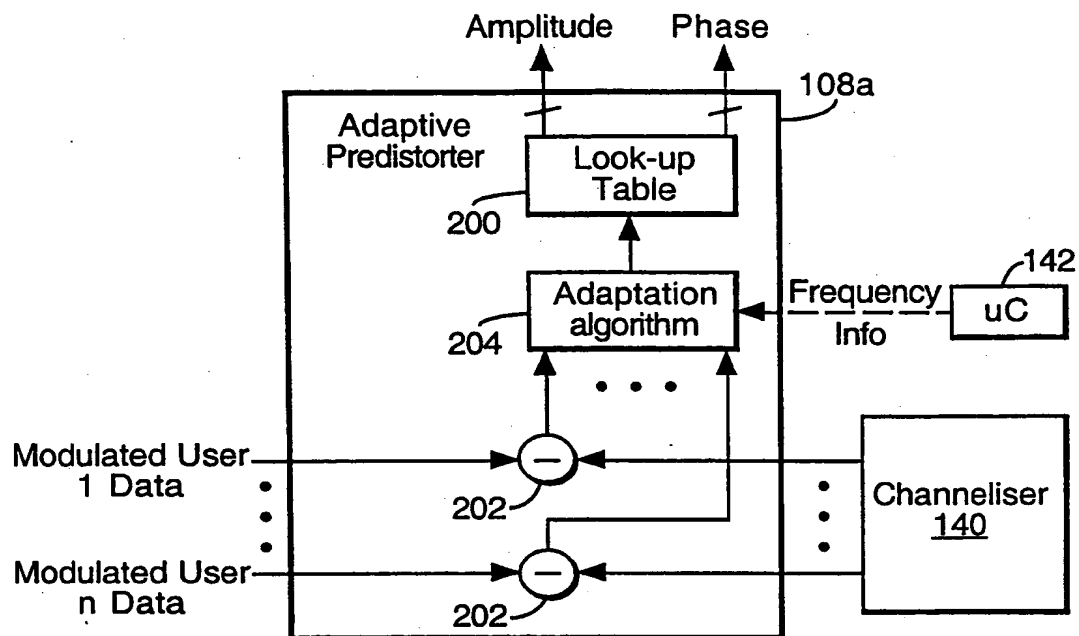 Amplitude
Phase
108a
Adaptive
Predistorter
Look-up
Table
200
142
Adaptation
algorithm
Frequency
Info
uC
204
Modulated User
1 Data
202
Channeliser
140
Modulated User
n Data
202